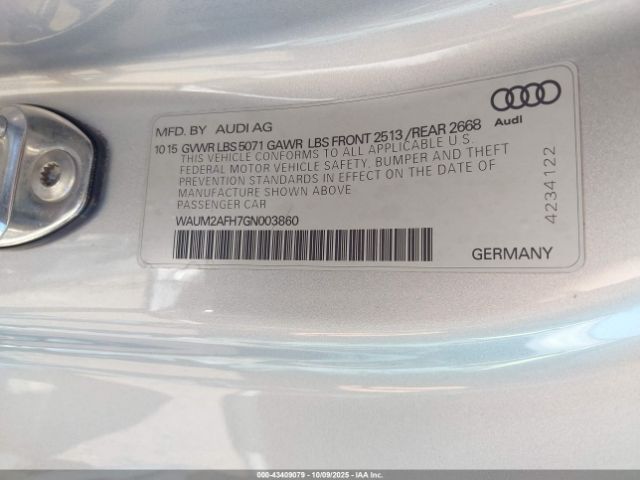 MFD. BY AUDI AG
10 15 GVWR LBS 5071 GAWR LBS FRONT 2513 /REAR 2668
THIS VEHICLE CONFORMS TO ALL APPLICABLE U.S.
FEDERAL MOTOR VEHICLE SAFETY, BUMPER AND THEFT
PREVENTION STANDARDS IN EFFECT ON THE DATE OF
MANUFACTURE SHOWN ABOVE
PASSENGER CAR
WAUM2AFH7GN003860
Audi
4234122
GERMANY
000-43409079 - 10/09/2025 - IAAI.com